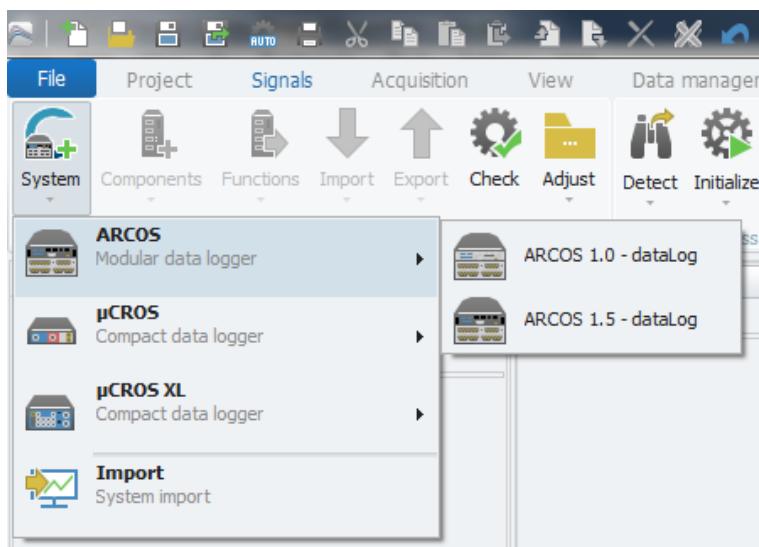 AUTO
File Project Signals Acquisition View Data manager
System Components Functions Import Export Check Adjust Detect Initialize
ARCOS
Modular data logger
ARCOS 1.0 - dataLog
µCROS
Compact data logger
ARCOS 1.5 - dataLog
µCROS XL
Compact data logger
Import
System import